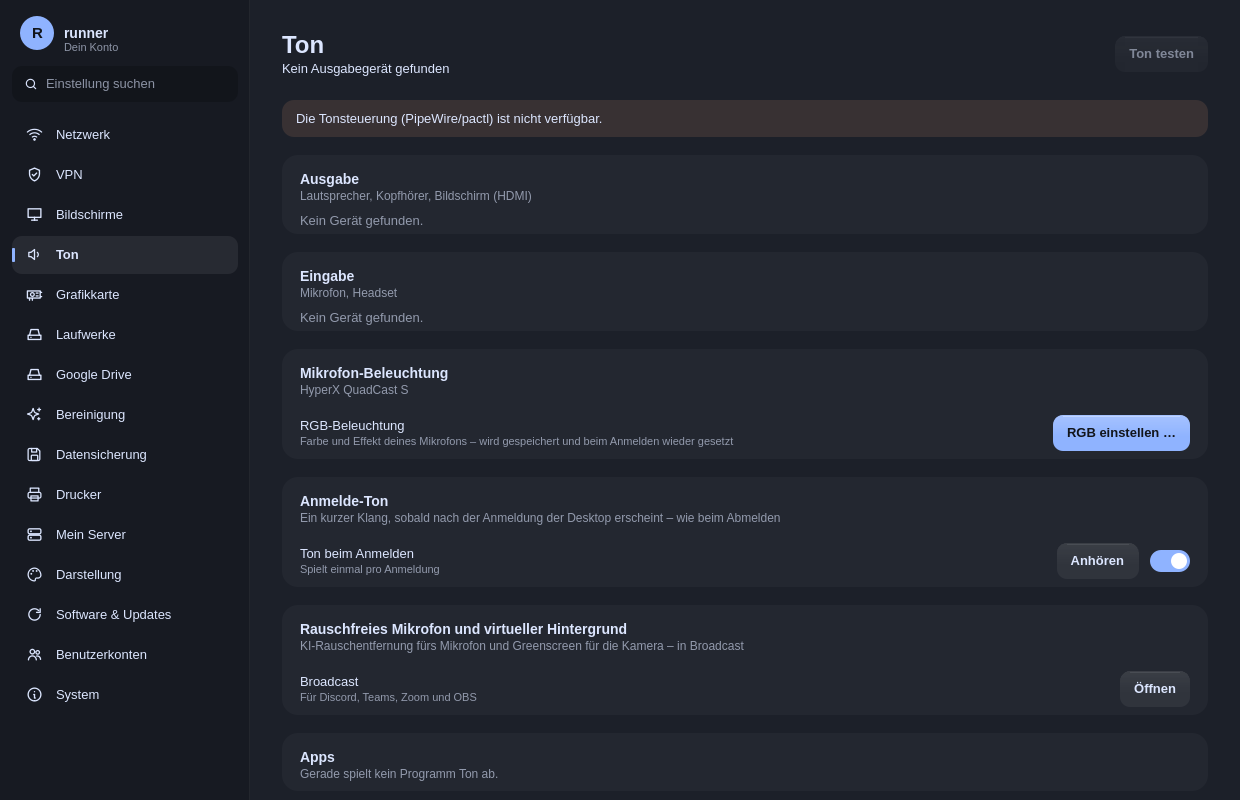 R
runner
Dein Konto
Einstellung suchen
Netzwerk
VPN
Bildschirme
Ton
Grafikkarte
Laufwerke
Google Drive
Bereinigung
Datensicherung
Drucker
Mein Server
Darstellung
Software & Updates
Benutzerkonten
System
Ton
Kein Ausgabegerät gefunden
Ton testen
Die Tonsteuerung (PipeWire/pactl) ist nicht verfügbar.
Ausgabe
Lautsprecher, Kopfhörer, Bildschirm (HDMI)
Kein Gerät gefunden.
Eingabe
Mikrofon, Headset
Kein Gerät gefunden.
Mikrofon-Beleuchtung
HyperX QuadCast S
RGB-Beleuchtung
Farbe und Effekt deines Mikrofons – wird gespeichert und beim Anmelden wieder gesetzt
RGB einstellen …
Anmelde-Ton
Ein kurzer Klang, sobald nach der Anmeldung der Desktop erscheint – wie beim Abmelden
Ton beim Anmelden
Spielt einmal pro Anmeldung
Anhören
Rauschfreies Mikrofon und virtueller Hintergrund
KI-Rauschentfernung fürs Mikrofon und Greenscreen für die Kamera – in Broadcast
Broadcast
Für Discord, Teams, Zoom und OBS
Öffnen
Apps
Gerade spielt kein Programm Ton ab.